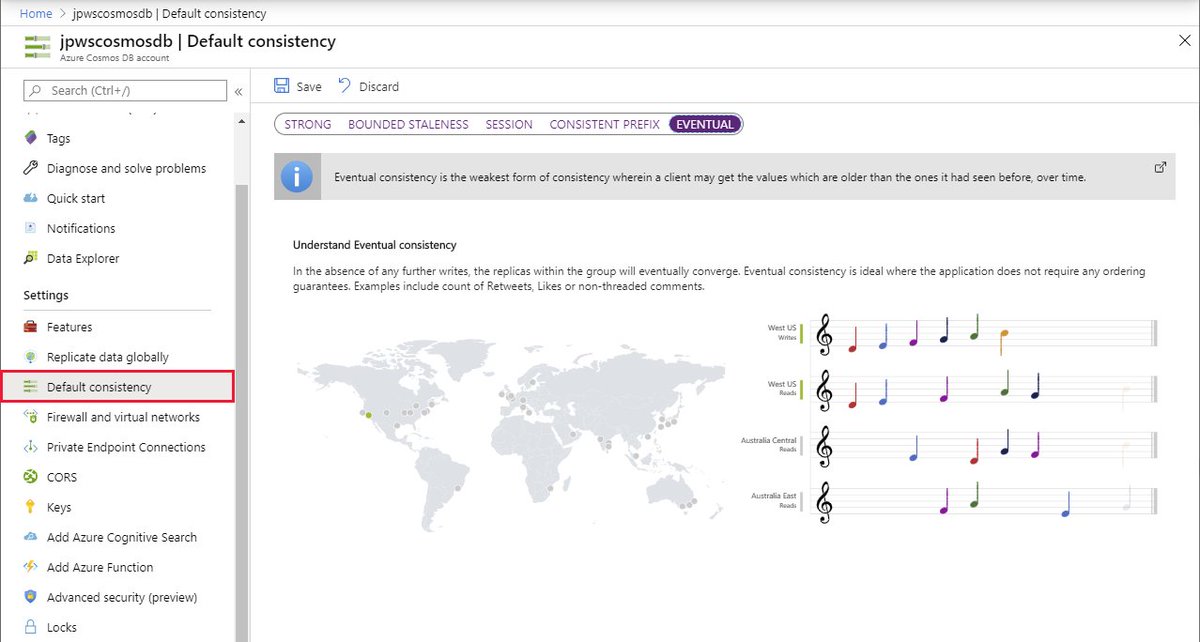 Home > jpwscosmosdb | Default consistency
jpwscosmosdb | Default consistency
Azure Cosmos DB account
Search (Ctrl+/)
«
Tags
Diagnose and solve problems
Quick start
Notifications
Data Explorer
Settings
Features
Replicate data globally
Default consistency
Firewall and virtual networks
Private Endpoint Connections
CORS
Keys
Add Azure Cognitive Search
Add Azure Function
Advanced security (preview)
Locks
Save Discard
STRONG BOUNDED STALENESS SESSION CONSISTENT PREFIX EVENTUAL
Eventual consistency is the weakest form of consistency wherein a client may get the values which are older than the ones it had seen before, over time.
Understand Eventual consistency
In the absence of any further writes, the replicas within the group will eventually converge. Eventual consistency is ideal where the application does not require any ordering
guarantees. Examples include count of Retweets, Likes or non-threaded comments.
West US
Writes
West US
Reads
Australia Central
Reads
Australia East
Reads